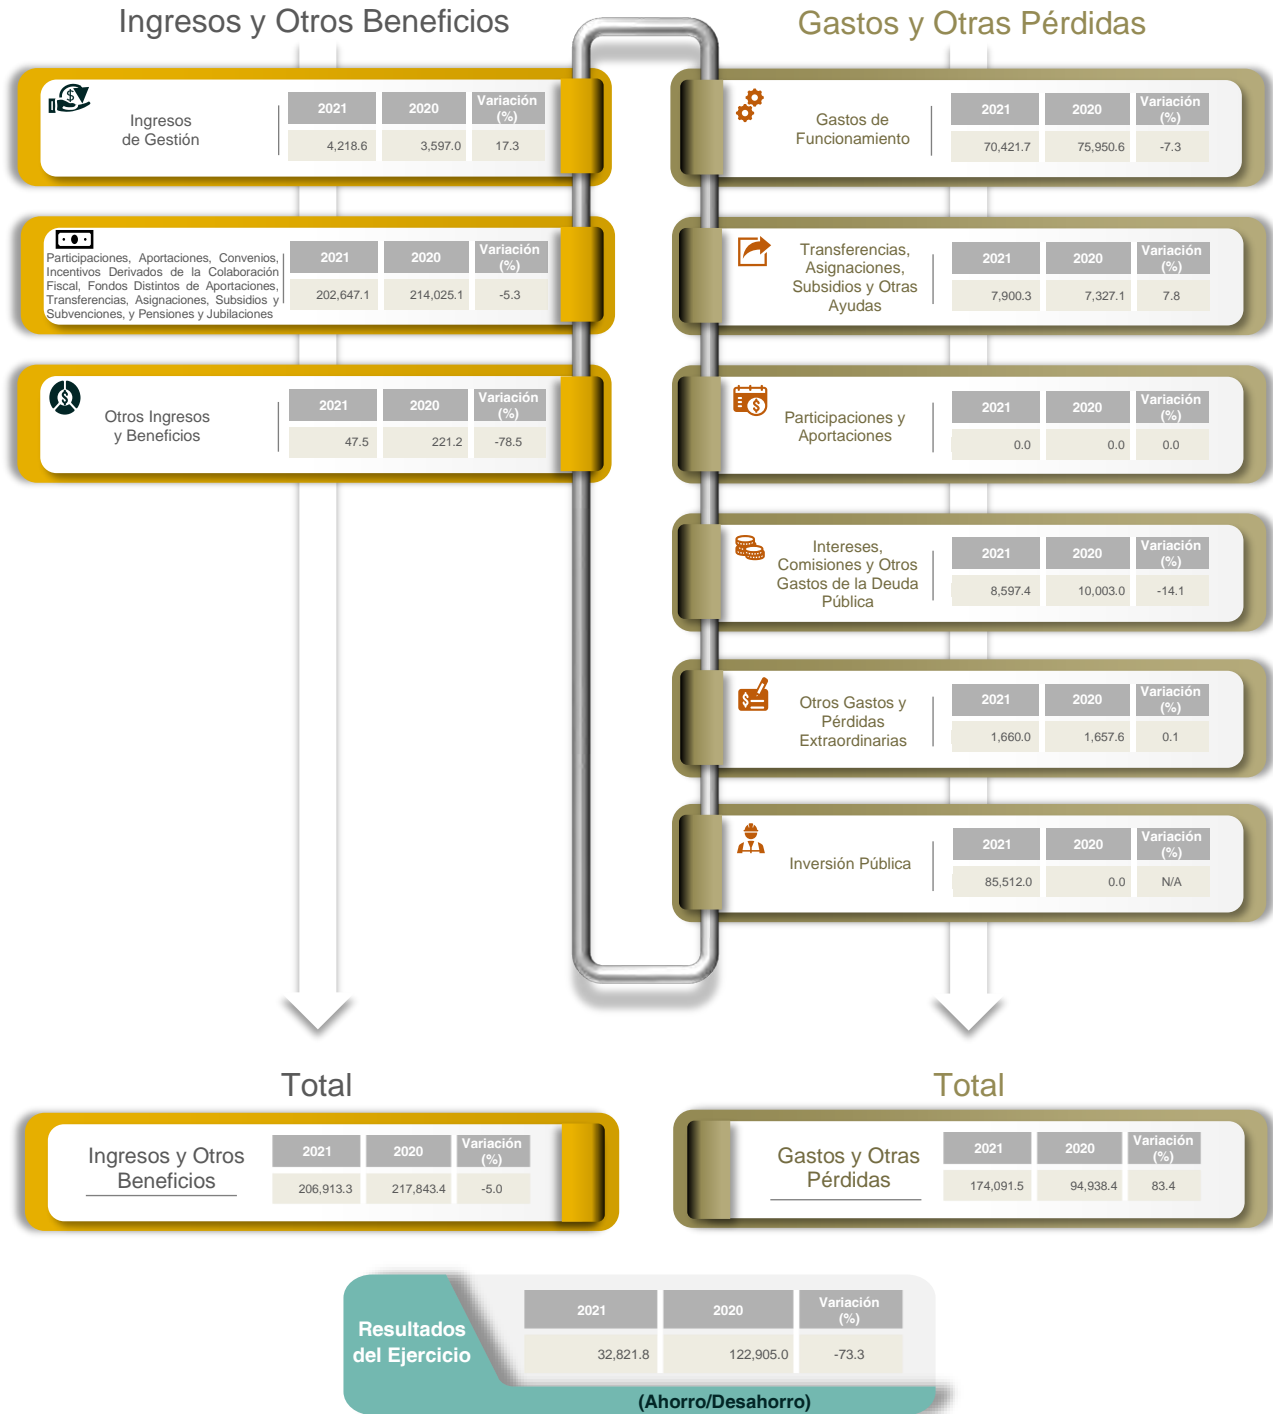 Ingresos y Otros Beneficios
Ingresos
de Gestión
2021 2020 Variación
(%)
4,218.6 3,597.0 17.3
Participaciones, Aportaciones, Convenios,
Incentivos Derivados de la Colaboración
Fiscal, Fondos Distintos de Aportaciones,
Transferencias, Asignaciones, Subsidios y
Subvenciones, y Pensiones y Jubilaciones
2021 2020 Variación
(%)
202,647.1 214,025.1 -5.3
Otros Ingresos
y Beneficios
2021 2020 Variación
(%)
47.5 221.2 -78.5
Gastos y Otras Pérdidas
Gastos de
Funcionamiento
2021 2020 Variación
(%)
70,421.7 75,950.6 -7.3
Transferencias,
Asignaciones,
Subsidios y Otras
Ayudas
2021 2020 Variación
(%)
7,900.3 7,327.1 7.8
Participaciones y
Aportaciones
2021 2020 Variación
(%)
0.0 0.0 0.0
Intereses,
Comisiones y Otros
Gastos de la Deuda
Pública
2021 2020 Variación
(%)
8,597.4 10,003.0 -14.1
Otros Gastos y
Pérdidas
Extraordinarias
2021 2020 Variación
(%)
1,660.0 1,657.6 0.1
Inversión Pública
2021 2020 Variación
(%)
85,512.0 0.0 N/A
Total
Ingresos y Otros
Beneficios
2021 2020 Variación
(%)
206,913.3 217,843.4 -5.0
Total
Gastos y Otras
Pérdidas
2021 2020 Variación
(%)
174,091.5 94,938.4 83.4
Resultados
del Ejercicio
2021 2020 Variación
(%)
32,821.8 122,905.0 -73.3
(Ahorro/Desahorro)